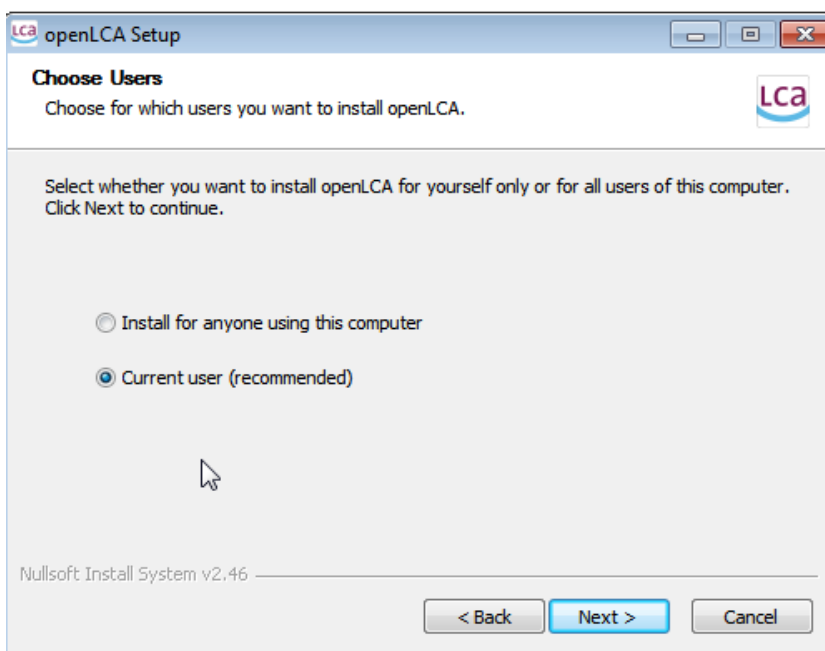 Lca openLCA Setup
Choose Users
Choose for which users you want to install openLCA.
Lca
Select whether you want to install openLCA for yourself only or for all users of this computer.
Click Next to continue.
Install for anyone using this computer
Current user (recommended)
Nullsoft Install System v2.46
< Back
Next >
Cancel